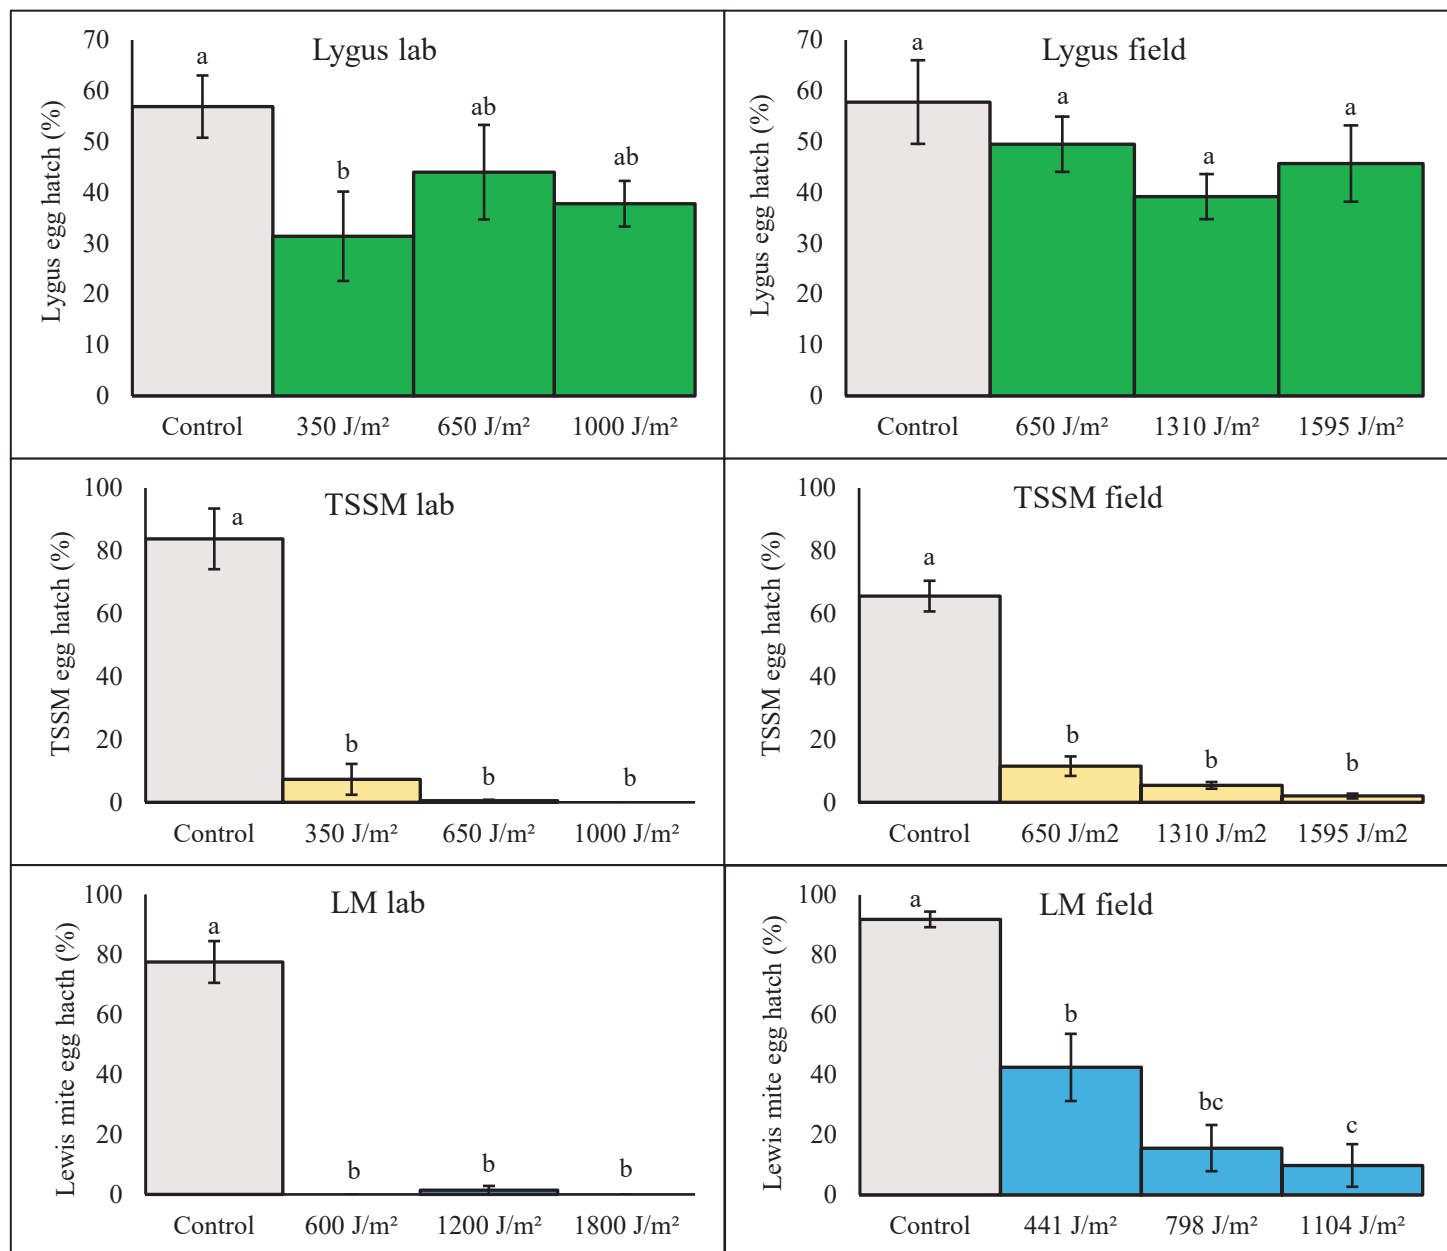 Lygus lab
Lygus egg hatch (%)
70
60
50
40
30
20
10
0
a
b
ab
ab
Control
350 J/m²
650 J/m²
1000 J/m²
Lygus field
Lygus egg hatch (%)
70
60
50
40
30
20
10
0
a
a
a
a
Control
650 J/m²
1310 J/m²
1595 J/m²
TSSM lab
TSSM egg hatch (%)
100
80
60
40
20
0
a
b
b
b
Control
350 J/m²
650 J/m²
1000 J/m²
TSSM field
TSSM egg hatch (%)
100
80
60
40
20
0
a
b
b
b
Control
650 J/m2
1310 J/m2
1595 J/m2
LM lab
Lewis mite egg hacth (%)
100
80
60
40
20
0
a
b
b
b
Control
600 J/m²
1200 J/m²
1800 J/m²
LM field
Lewis mite egg hatch (%)
100
80
60
40
20
0
a
b
bc
c
Control
441 J/m²
798 J/m²
1104 J/m²